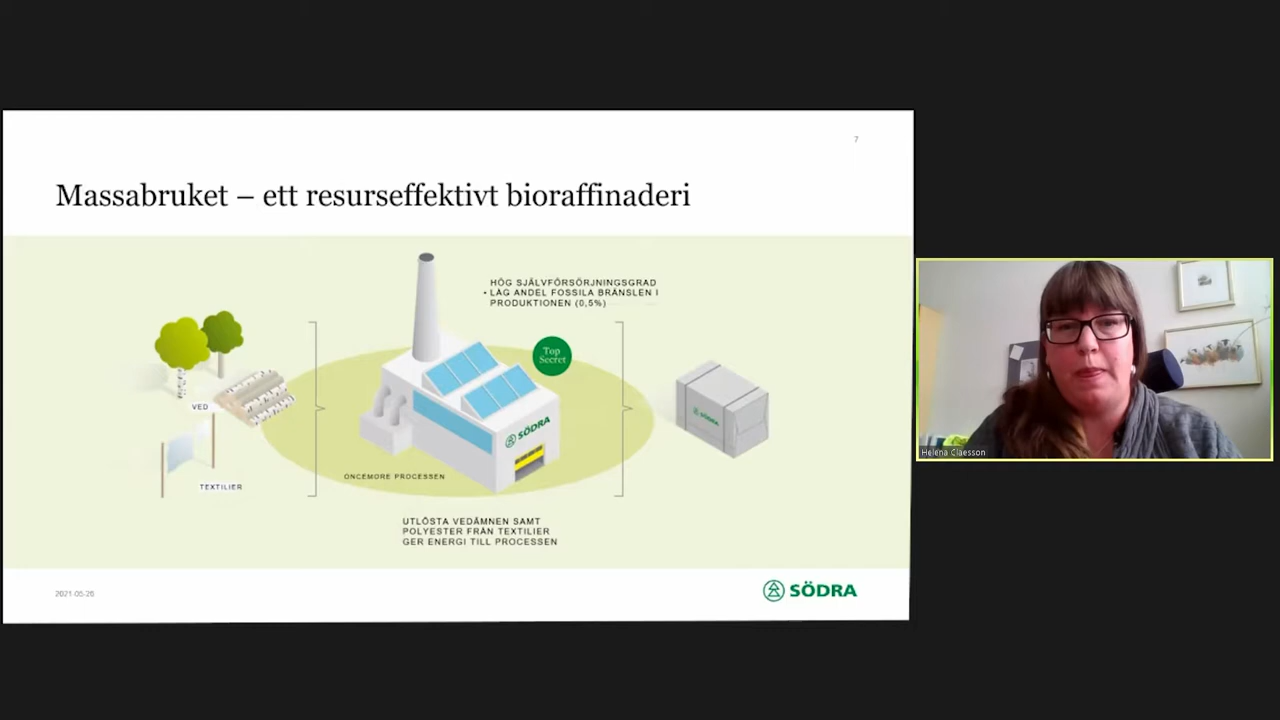 7
Massabruket – ett resurseffektivt bioraffinaderi
HÖG SJÄLVFÖRSÖRJNINGSGRAD
• LÅG ANDEL FOSSILA BRÄNSLEN I
PRODUKTIONEN (0,5%)
Top
Secret
VED
SÖDRA
SÖDRA
TEXTILIER
ONCEMORE PROCESSEN
UTLÖSTA VEDÄMNEN SAMT
POLYESTER FRÅN TEXTILIER
GER ENERGI TILL PROCESSEN
2021-05-26
SÖDRA
Helena Claesson